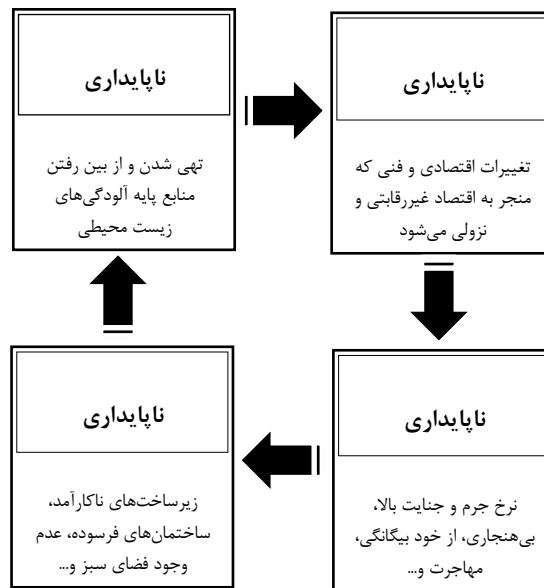 ناپایداری
تهی شدن و از بین رفتن
منابع پایه آلودگی‌های
زیست محیطی
ناپایداری
تغییرات اقتصادی و فنی که
منجر به اقتصاد غیررقابتی و
نزولی می‌شود
ناپایداری
نرخ جرم و جنایت بالا،
بی‌هنجاری، از خود بیگانگی،
مهاجرت و...
ناپایداری
زیرساخت‌های ناکارآمد،
ساختمان‌های فرسوده، عدم
وجود فضای سبز و...